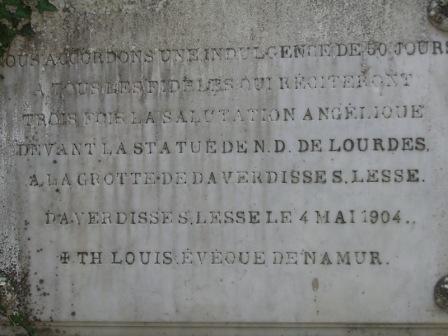 NOUS ACCORDONS UNE INDULGENCE DE 50 JOURS
A TOUS LES FIDELES QUI RÉCITERONT
TROIS FOIS LA SALUTATION ANGÉLIQUE
DEVANT LA STATUE DE N.D. DE LOURDES.
A LA GROTTE DE DAVERDISSE S. LESSE.
DAVERDISSE S. LESSE LE 4 MAI 1904.
✝ TH LOUIS. ÉVÊQUE DE NAMUR.